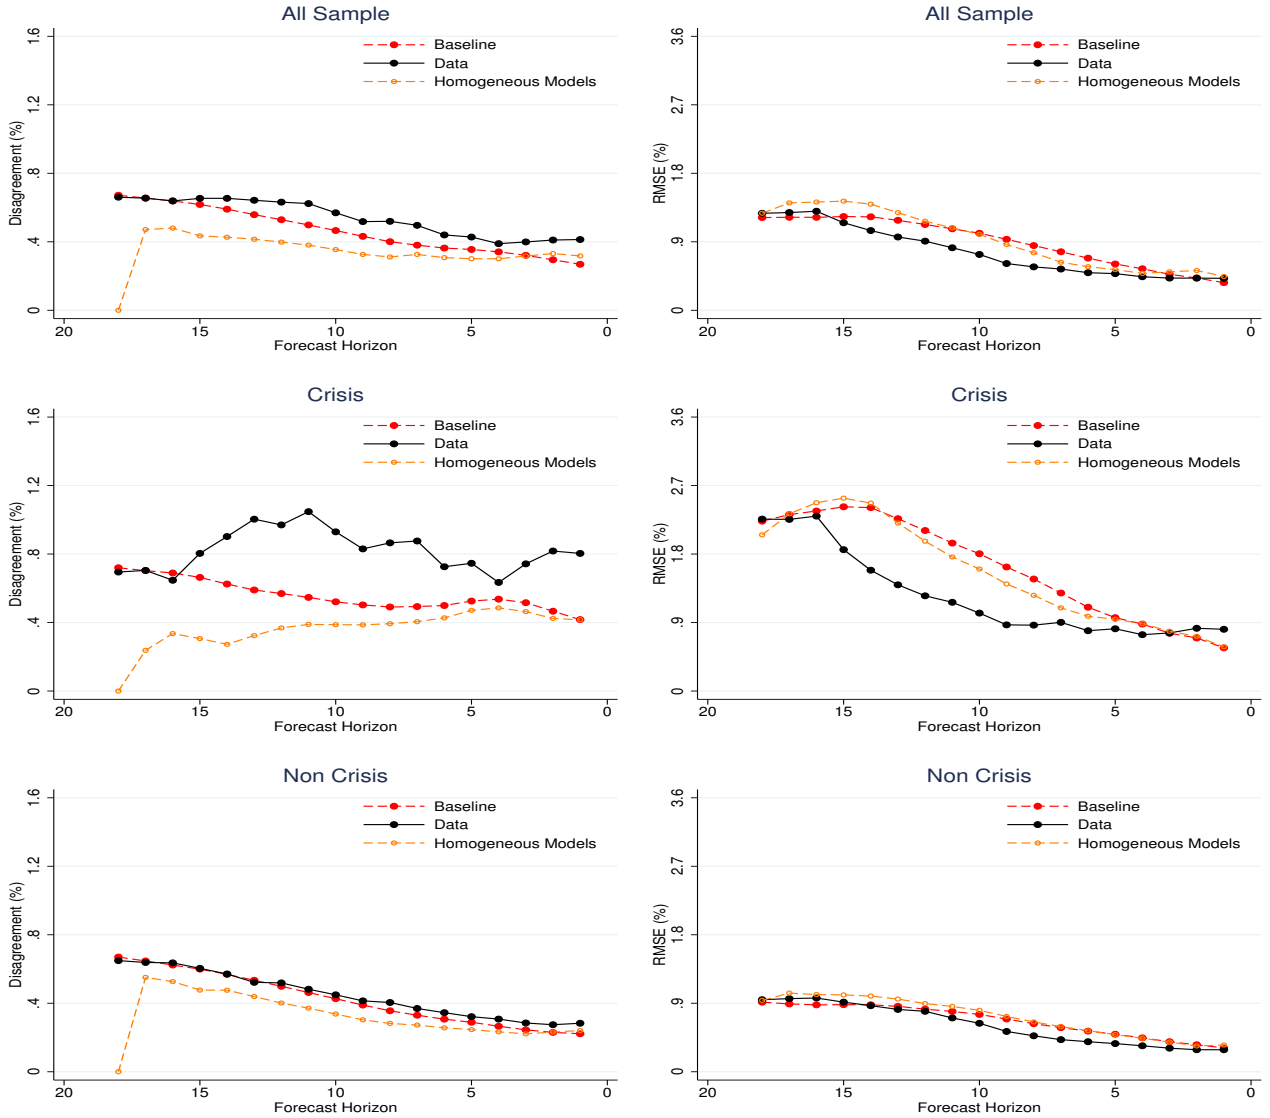 All Sample
1.6
1.2
.8
.4
0
Disagreement (%)
Baseline
Data
Homogeneous Models
20
15
10
5
0
Forecast Horizon
All Sample
3.6
2.7
1.8
.9
0
RMSE (%)
Baseline
Data
Homogeneous Models
20
15
10
5
0
Forecast Horizon
Crisis
1.6
1.2
.8
.4
0
Disagreement (%)
Baseline
Data
Homogeneous Models
20
15
10
5
0
Forecast Horizon
Crisis
3.6
2.7
1.8
.9
0
RMSE (%)
Baseline
Data
Homogeneous Models
20
15
10
5
0
Forecast Horizon
Non Crisis
1.6
1.2
.8
.4
0
Disagreement (%)
Baseline
Data
Homogeneous Models
20
15
10
5
0
Forecast Horizon
Non Crisis
3.6
2.7
1.8
.9
0
RMSE (%)
Baseline
Data
Homogeneous Models
20
15
10
5
0
Forecast Horizon